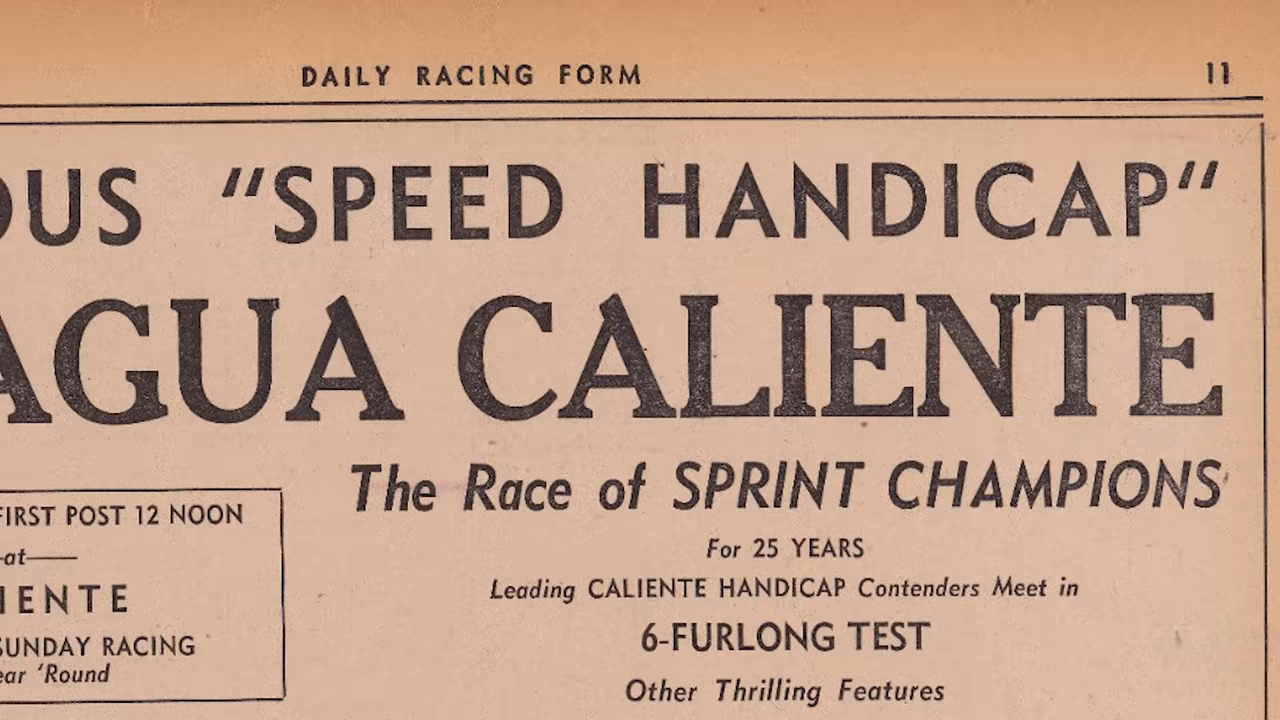 DAILY RACING FORM 11
OUS "SPEED HANDICAP"
AGUA CALIENTE
The Race of SPRINT CHAMPIONS
For 25 YEARS
Leading CALIENTE HANDICAP Contenders Meet in
6-FURLONG TEST
Other Thrilling Features
FIRST POST 12 NOON
-at-
IENTE
SUNDAY RACING
ear 'Round